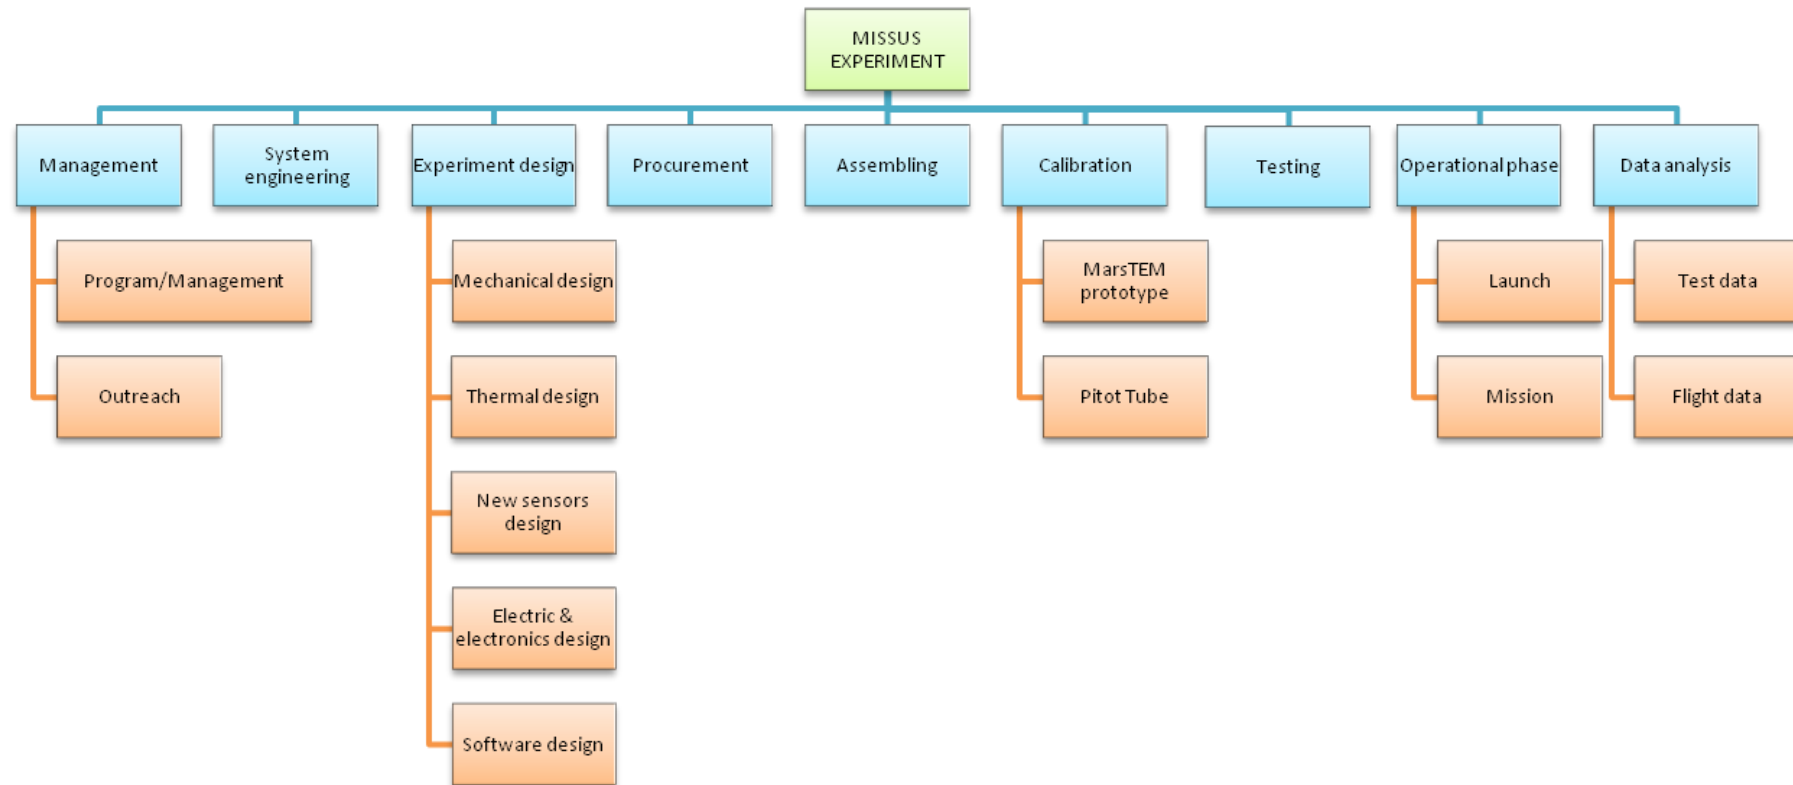 MISSUS
EXPERIMENT
Management
System
engineering
Experiment design
Procurement
Assembling
Calibration
Testing
Operational phase
Data analysis
Program/Management
Outreach
Mechanical design
Thermal design
New sensors
design
Electric &
electronics design
Software design
MarsTEM
prototype
Pitot Tube
Launch
Mission
Test data
Flight data